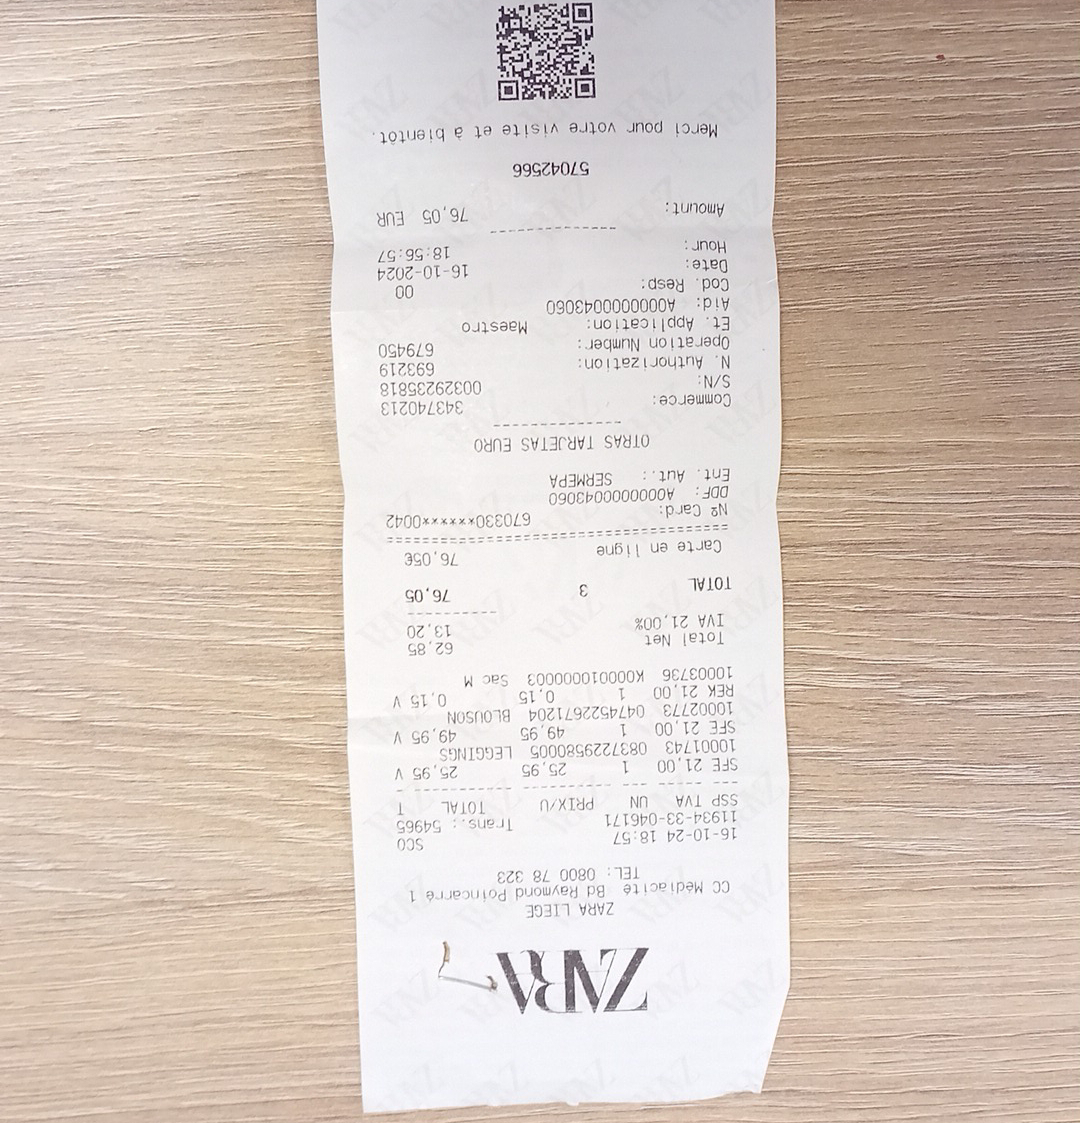 ZARA
ZARA LIEGE
CC Médiacité Bd Raymond Poincarré 1
TEL: 0800 78 323
16-10-24 18:57 SCO
11934-33-046171 Trans.: 54965
SSP TVA UN PRIX/U TOTAL T
SFE 21,00 1 25,95 25,95 V
10001743 0837229580005 LEGGINGS
SFE 21,00 1 49,95 49,95 V
10002773 0474522671204 BLOUSON
REK 21,00 1 0,15 0,15 V
10003736 K0000100000003 Sac M
Total Net 62,85
IVA 21,00% 13,20
TOTAL 3 76,05
Carte en ligne 76,05€
Nº Card: 670330*******0042
DDF: A0000000043060
Ent. Aut.: SERMEPA
OTRAS TARJETAS EURO
Commerce: 343740213
S/N: 00329235818
N. Authorization: 693219
Operation Number: 679450
Et. Application: Maestro
Aid: A0000000043060
Cod. Resp: 00
Date: 16-10-2024
Hour: 18:56:57
Amount: 76,05 EUR
57042566
Merci pour votre visite et à bientôt.